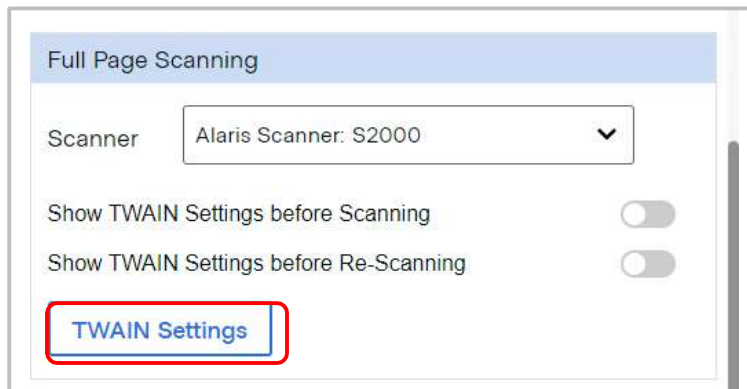 Full Page Scanning
Scanner Alaris Scanner: S2000
Show TWAIN Settings before Scanning
Show TWAIN Settings before Re-Scanning
TWAIN Settings